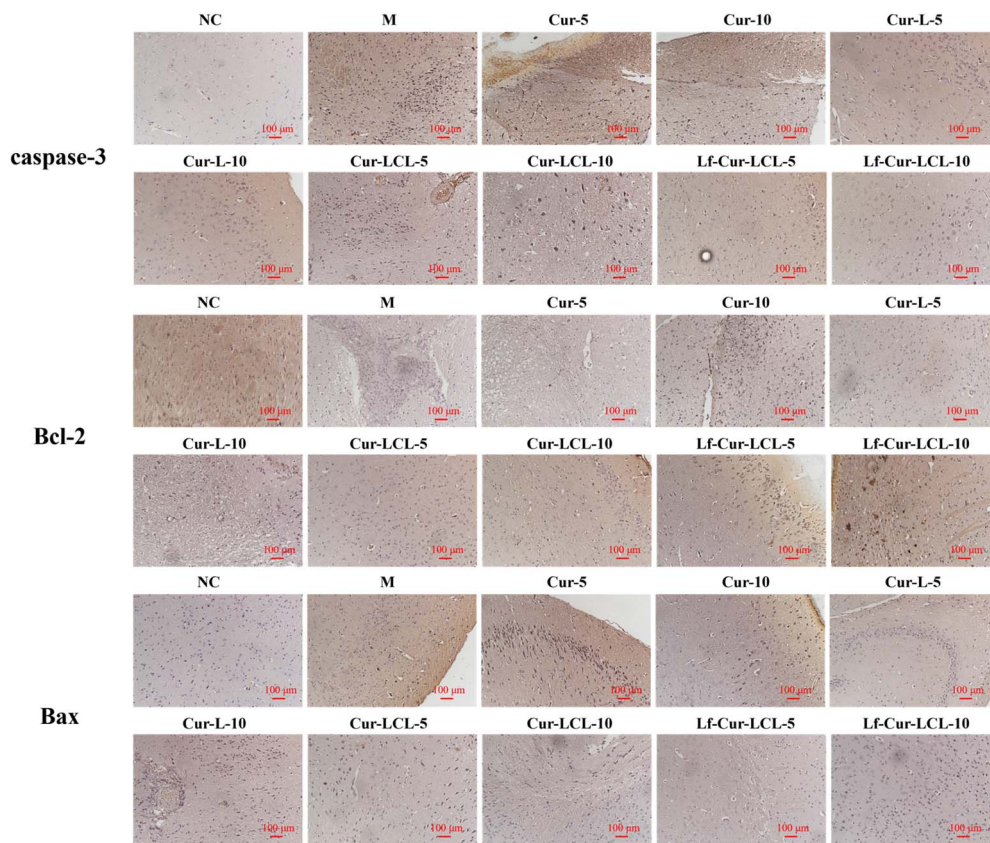 NC M Cur-5 Cur-10 Cur-L-5
100 μm 100 μm 100 μm 100 μm 100 μm
caspase-3
Cur-L-10 Cur-LCL-5 Cur-LCL-10 Lf-Cur-LCL-5 Lf-Cur-LCL-10
100 μm 100 μm 100 μm 100 μm 100 μm
NC M Cur-5 Cur-10 Cur-L-5
100 μm 100 μm 100 μm 100 μm 100 μm
Bcl-2
Cur-L-10 Cur-LCL-5 Cur-LCL-10 Lf-Cur-LCL-5 Lf-Cur-LCL-10
100 μm 100 μm 100 μm 100 μm 100 μm
NC M Cur-5 Cur-10 Cur-L-5
100 μm 100 μm 100 μm 100 μm 100 μm
Bax
Cur-L-10 Cur-LCL-5 Cur-LCL-10 Lf-Cur-LCL-5 Lf-Cur-LCL-10
100 μm 100 μm 100 μm 100 μm 100 μm